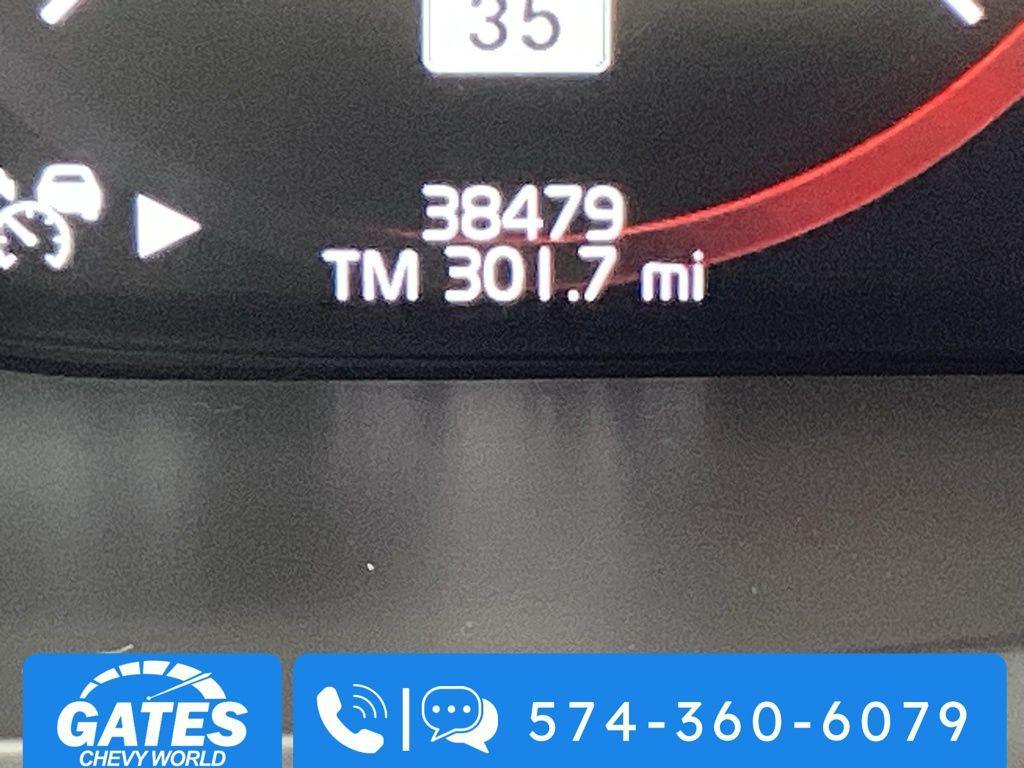 35
38479
TM 301.7 mi
GATES
CHEVY WORLD
574-360-6079